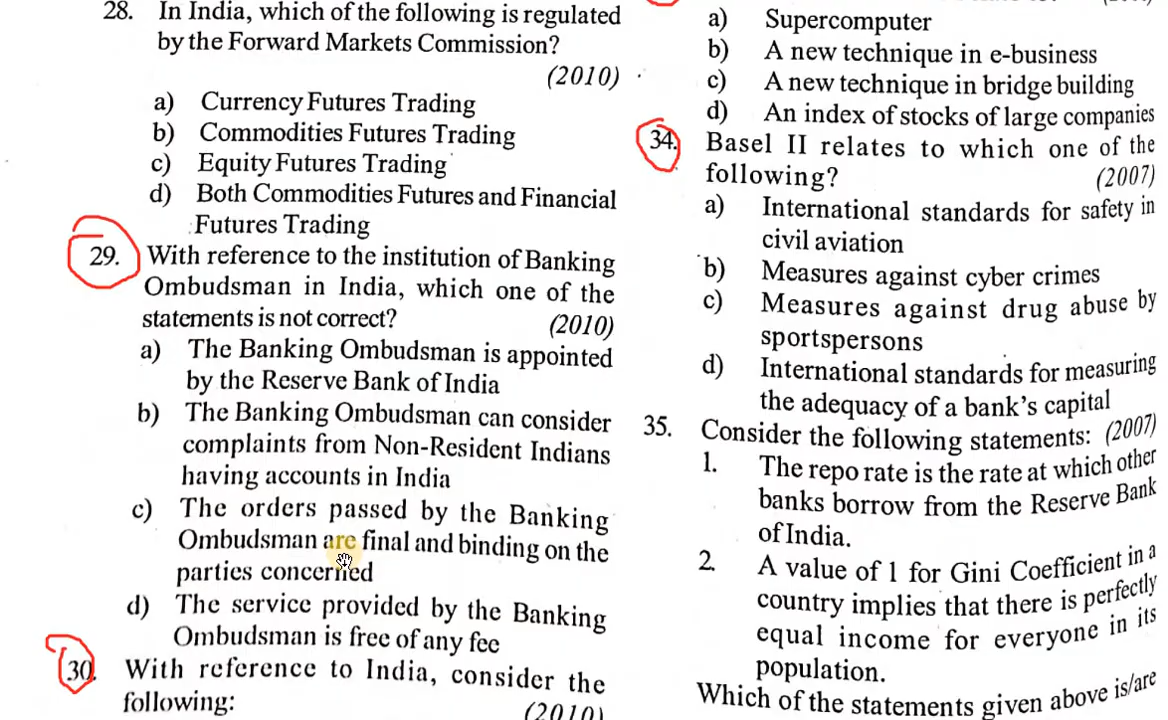 28. In India, which of the following is regulated
by the Forward Markets Commission?
(2010)
a) Currency Futures Trading
b) Commodities Futures Trading
c) Equity Futures Trading
d) Both Commodities Futures and Financial
Futures Trading
29. With reference to the institution of Banking
Ombudsman in India, which one of the
statements is not correct?
(2010)
a) The Banking Ombudsman is appointed
by the Reserve Bank of India
b) The Banking Ombudsman can consider
complaints from Non-Resident Indians
having accounts in India
c) The orders passed by the Banking
Ombudsman are final and binding on the
parties concerned
d) The service provided by the Banking
Ombudsman is free of any fee
30. With reference to India, consider the
following:
(2010)
a) Supercomputer
b) A new technique in e-business
c) A new technique in bridge building
d) An index of stocks of large companies
34. Basel II relates to which one of the
following? (2007)
a) International standards for safety in
civil aviation
b) Measures against cyber crimes
c) Measures against drug abuse by
sportspersons
d) International standards for measuring
the adequacy of a bank's capital
35. Consider the following statements: (2007)
1. The repo rate is the rate at which other
banks borrow from the Reserve Bank
of India.
2. A value of 1 for Gini Coefficient in a
country implies that there is perfectly
equal income for everyone in its
population.
Which of the statements given above is/are